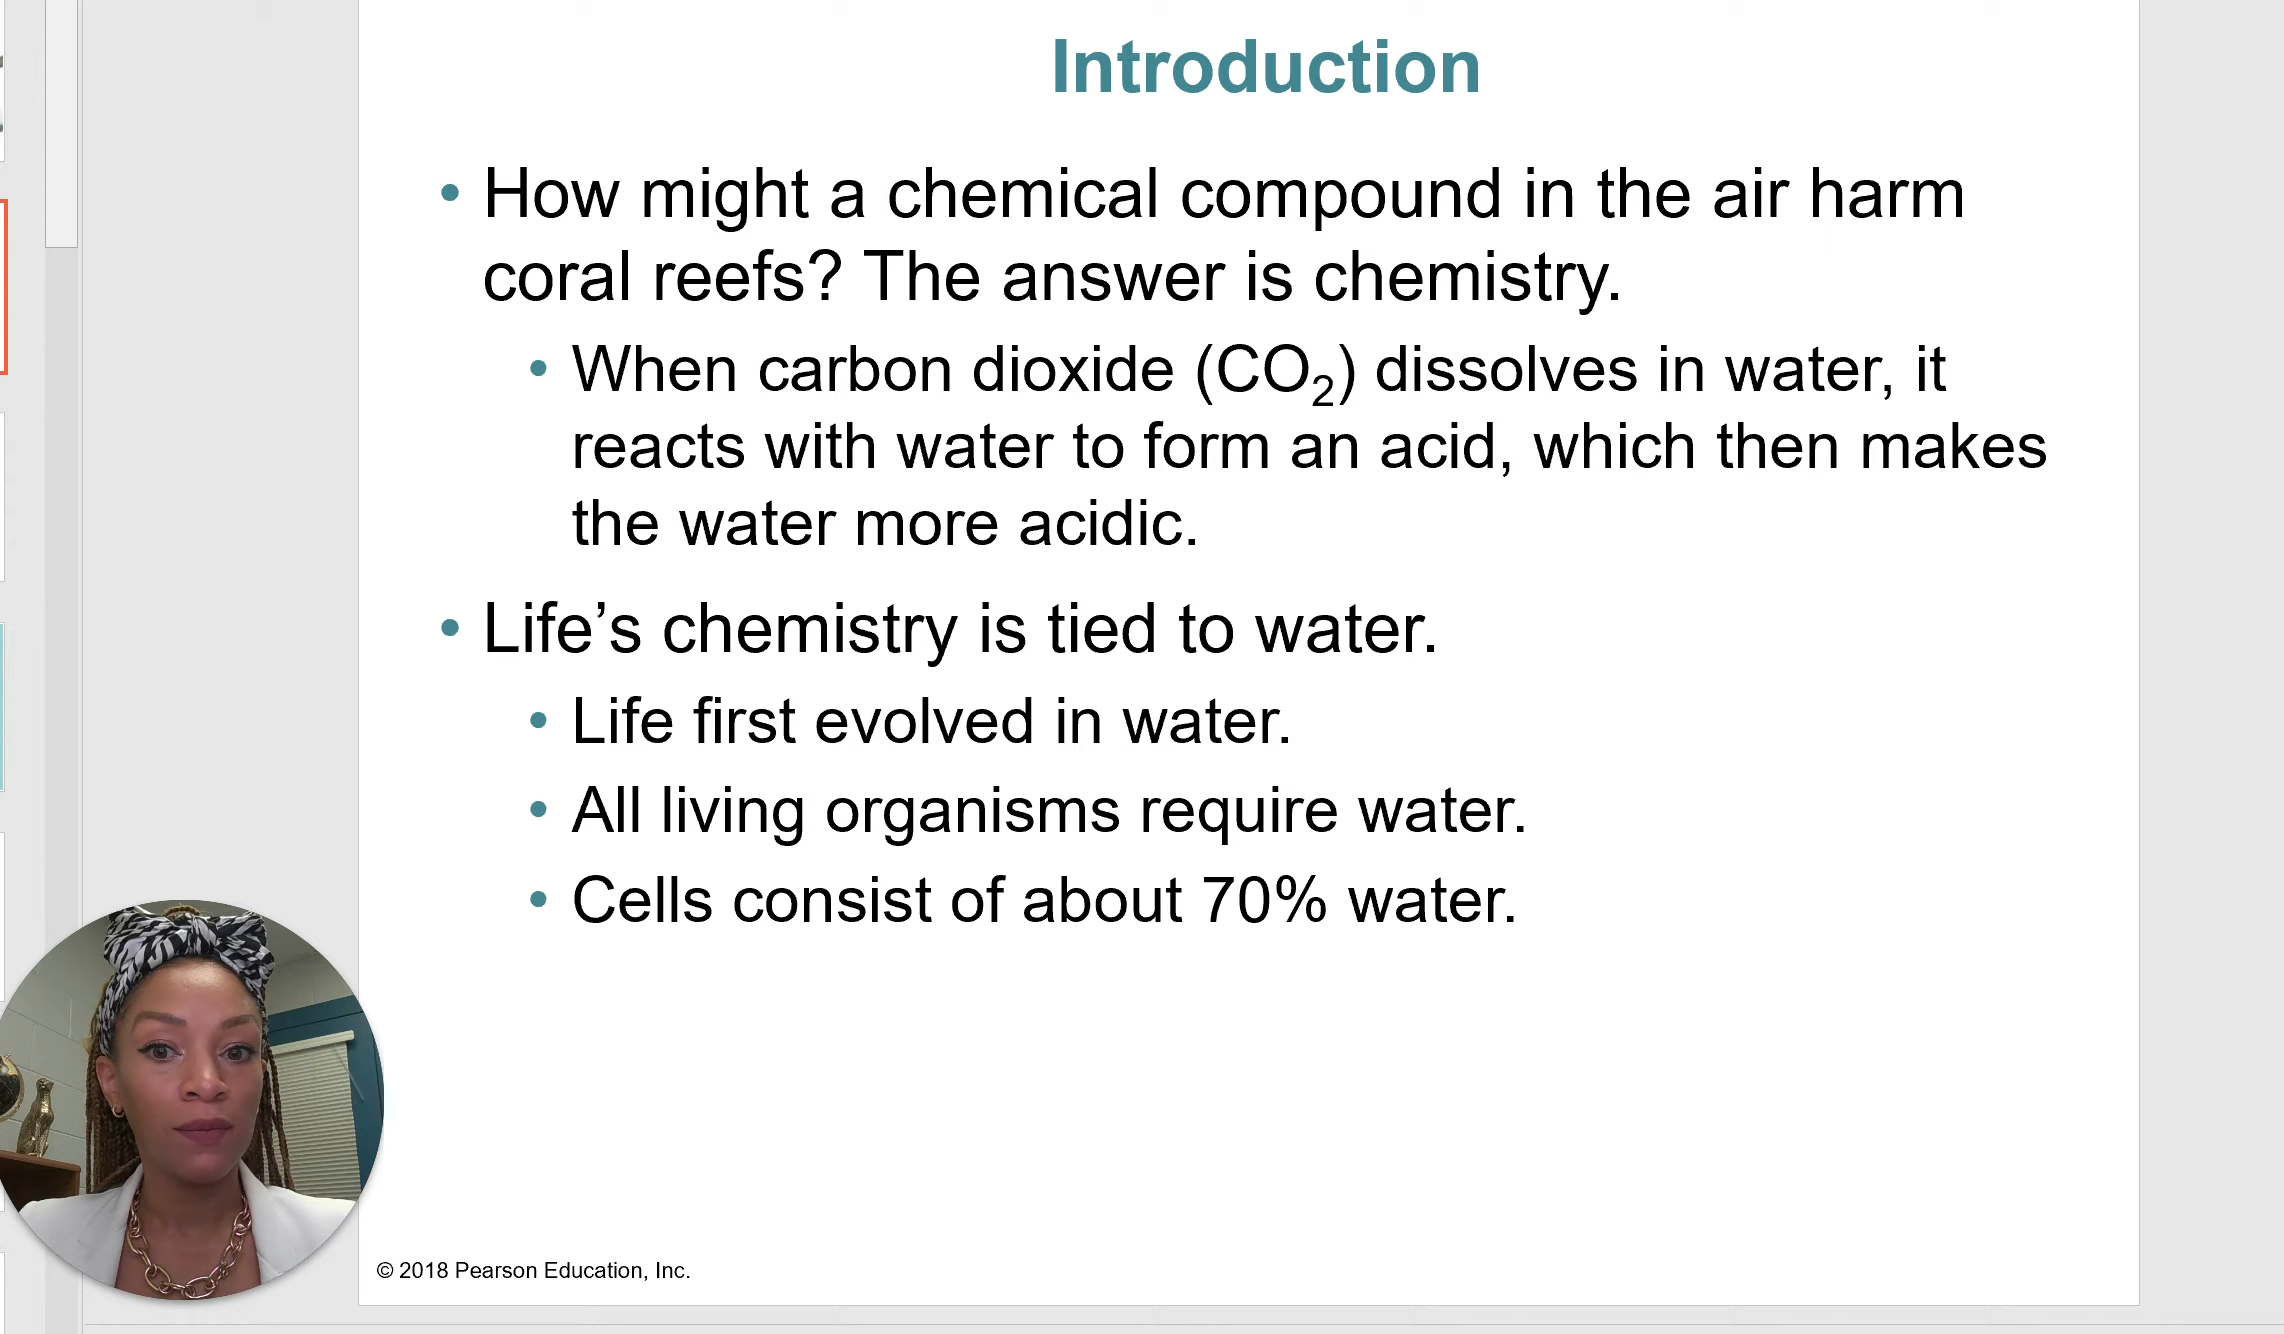 Introduction
• How might a chemical compound in the air harm
coral reefs? The answer is chemistry.
• When carbon dioxide (CO₂) dissolves in water, it
reacts with water to form an acid, which then makes
the water more acidic.
• Life’s chemistry is tied to water.
• Life first evolved in water.
• All living organisms require water.
• Cells consist of about 70% water.
© 2018 Pearson Education, Inc.